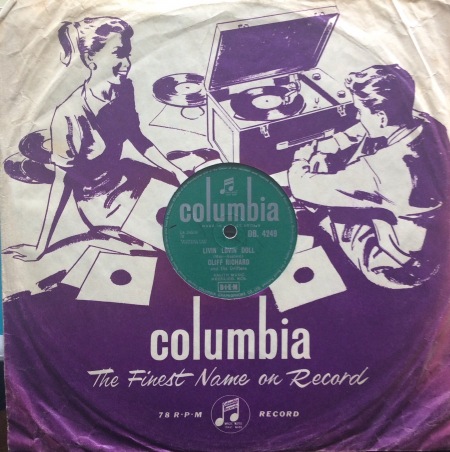 columbia
DB. 4249
LIVIN' LOVIN' DOLL
CLIFF RICHARD
and the Drifters
columbia
The Finest Name on Record
78 R·P·M RECORD